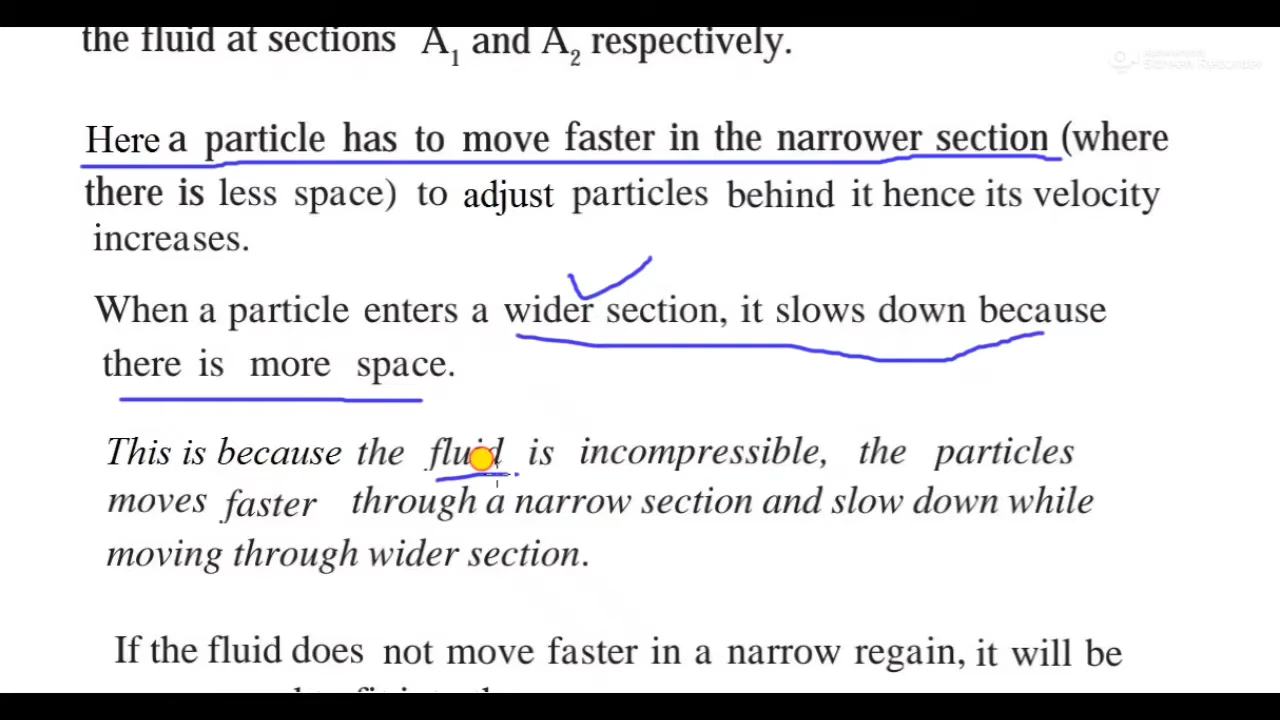 the fluid at sections A₁ and A₂ respectively.
Screen Recorder
Here a particle has to move faster in the narrower section (where
there is less space) to adjust particles behind it hence its velocity
increases.
When a particle enters a wider section, it slows down because
there is more space.
This is because the fluid is incompressible, the particles
moves faster through a narrow section and slow down while
moving through wider section.
If the fluid does not move faster in a narrow regain, it will be